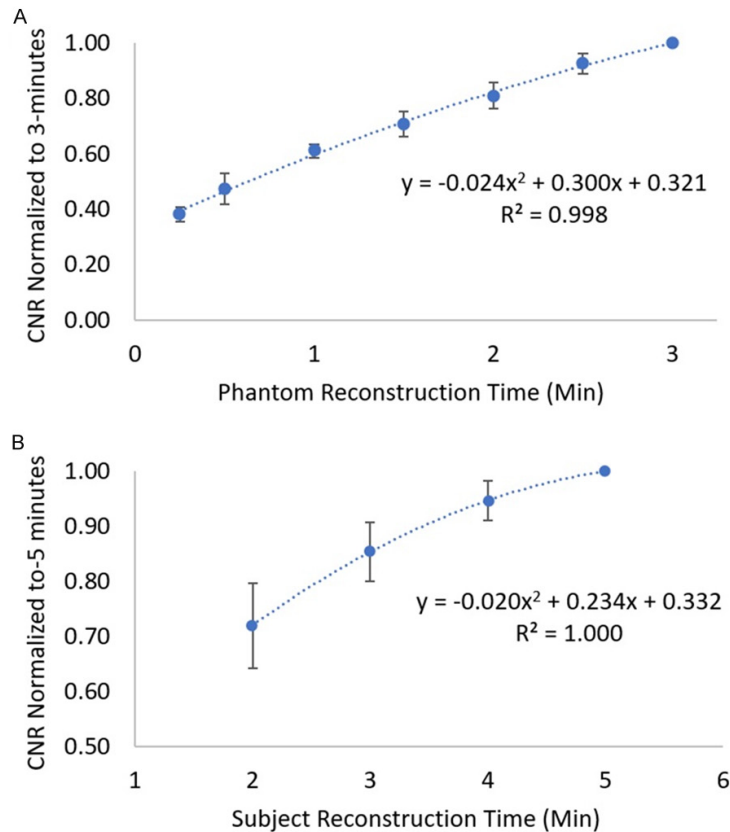 A
CNR Normalized to 3-minutes
1.00
0.80
0.60
0.40
0.20
0.00
y = -0.024x² + 0.300x + 0.321
R² = 0.998
0 1 2 3
Phantom Reconstruction Time (Min)
B
CNR Normalized to-5 minutes
1.00
0.90
0.80
0.70
0.60
0.50
y = -0.020x² + 0.234x + 0.332
R² = 1.000
1 2 3 4 5 6
Subject Reconstruction Time (Min)